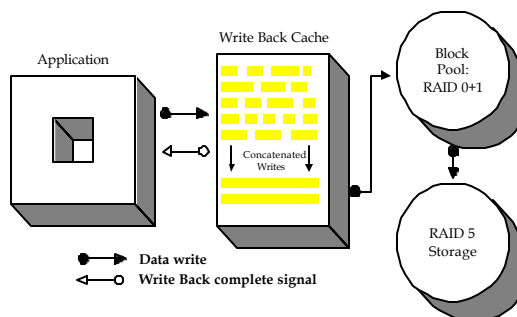 Application
Write Back Cache
Concatenated
Writes
Block
Pool:
RAID 0+1
RAID 5
Storage
Data write
Write Back complete signal